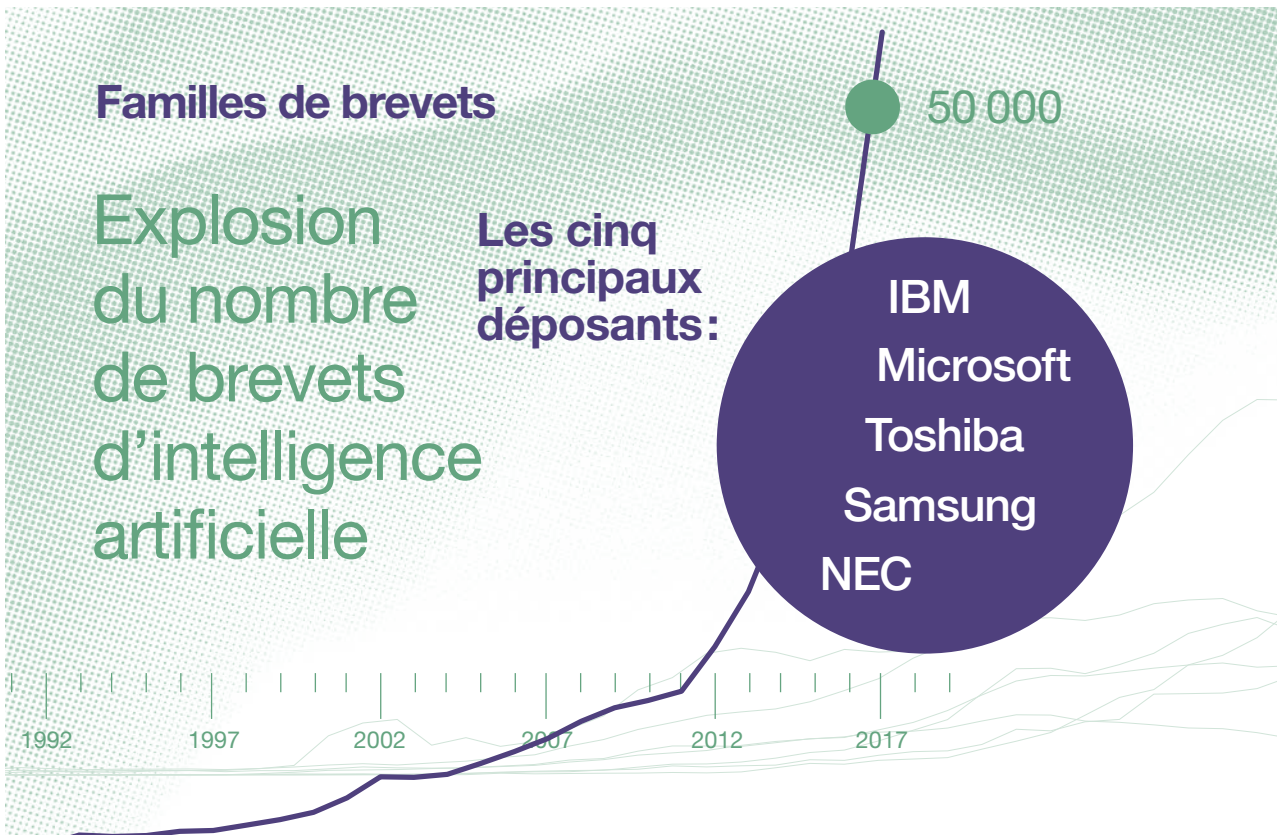 Familles de brevets
50 000
Explosion
du nombre
de brevets
d’intelligence
artificielle
Les cinq
principaux
déposants :
IBM
Microsoft
Toshiba
Samsung
NEC
1992 1997 2002 2007 2012 2017